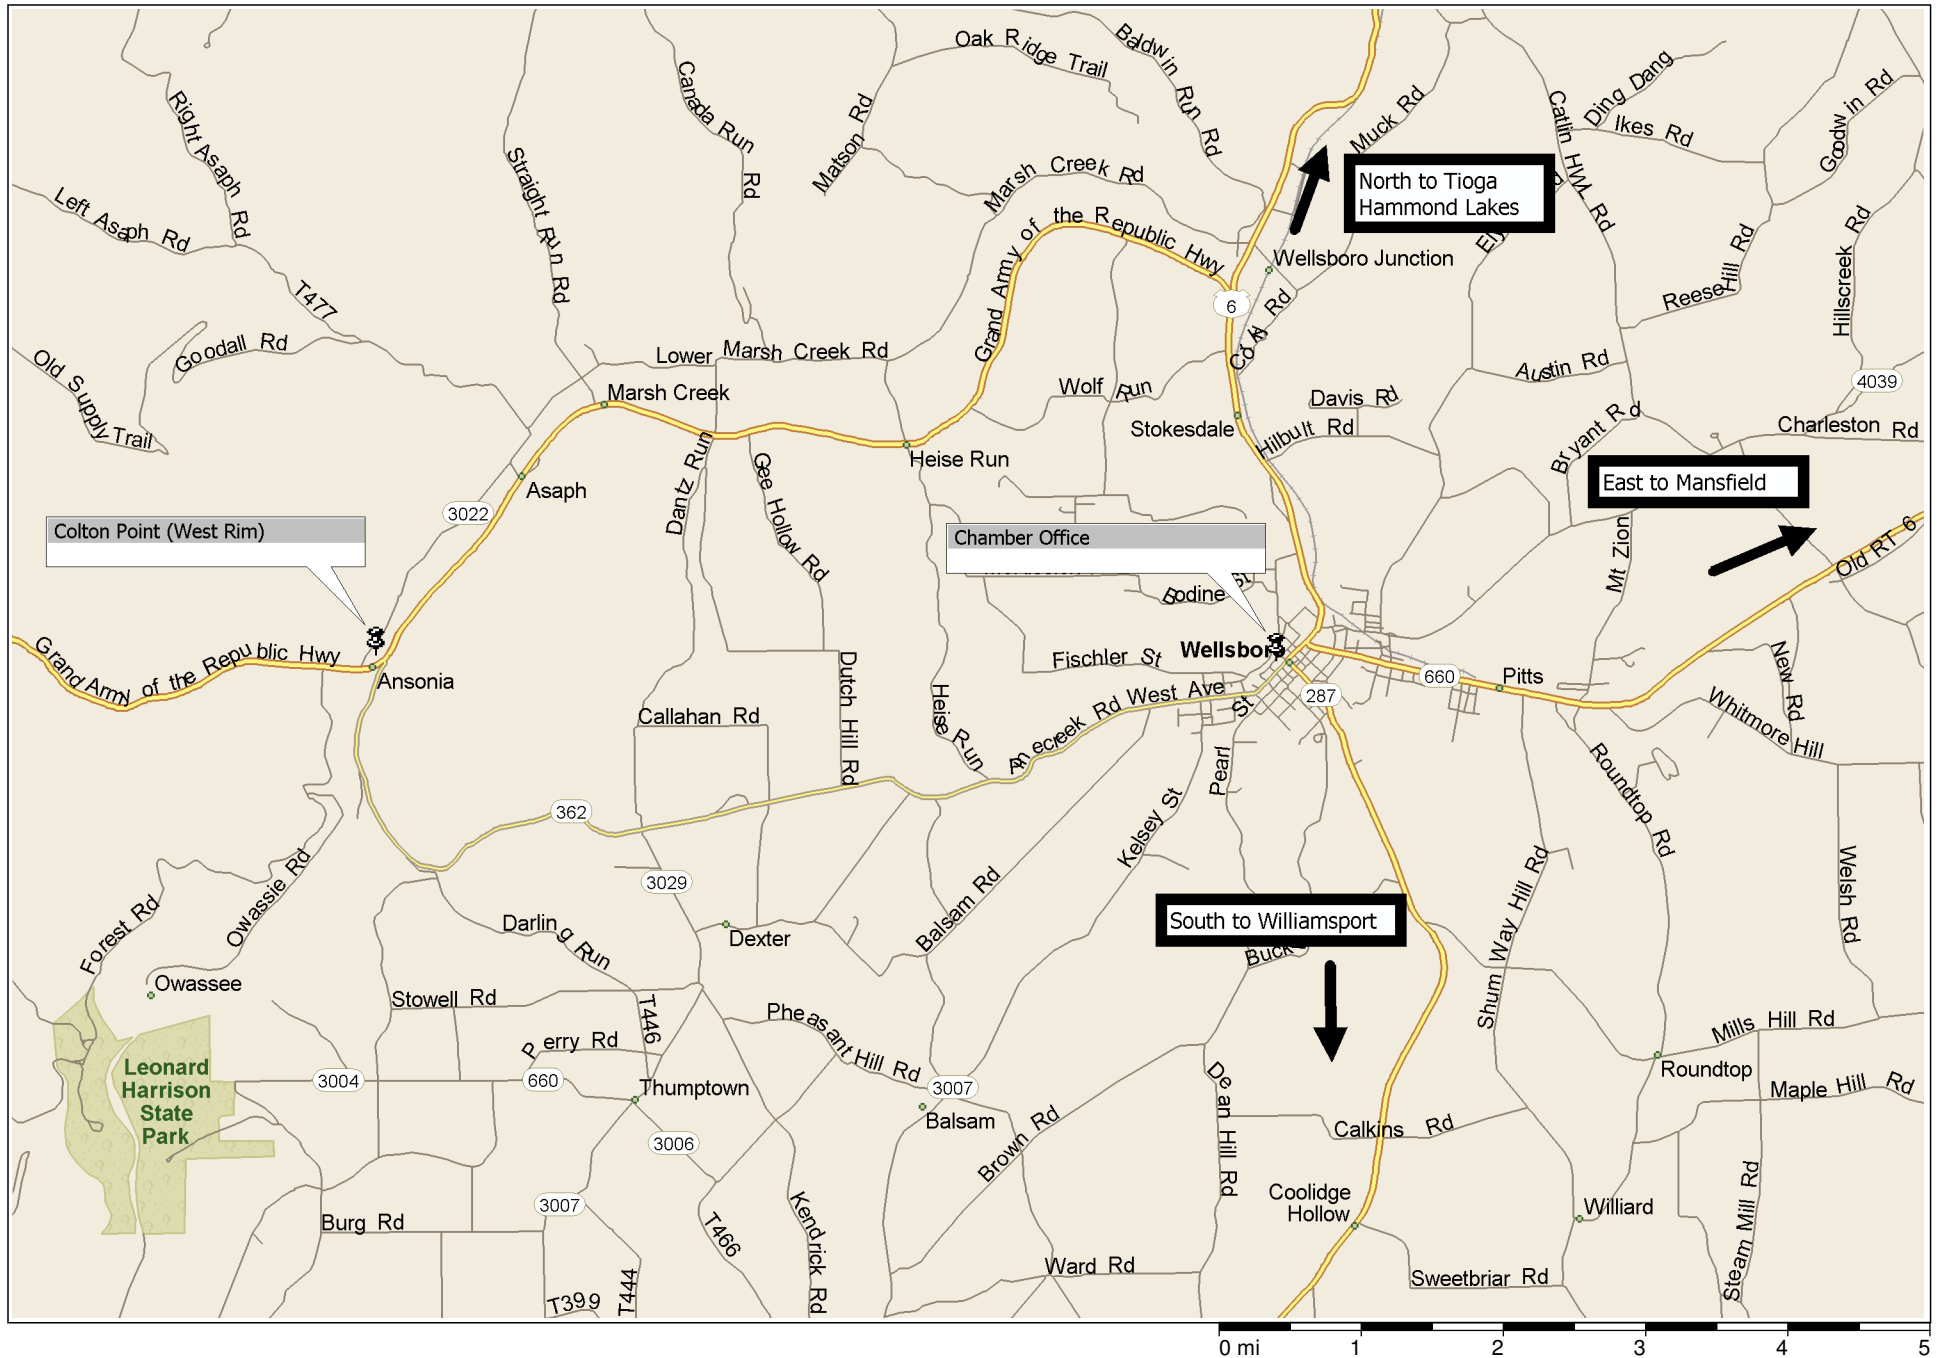 Oak Ridge Trail
Baldwin Run Rd
Canada Run Rd
Right Asaph Rd
Matson Rd
Muck Rd
Catlin Hwl Rd
Ding Dang
Ikes Rd
Goodwin Rd
Straight Run Rd
Marsh Creek Rd
North to Tioga
Hammond Lakes
Left Asaph Rd
Grand Army of the Republic Hwy
Wellsboro Junction
Reese Hill Rd
Hillscreek Rd
T477
6
Goodall Rd
Lower Marsh Creek Rd
Old Supply Trail
Marsh Creek
Wolf Run
Davis Rd
Austin Rd
4039
Stokesdale
Hilbult Rd
Bryant Rd
Charleston Rd
Heise Run
Dantz Run
Gee Hollow Rd
Asaph
3022
East to Mansfield
Colton Point (West Rim)
Chamber Office
Mt Zion
Old RT 6
Bodine St
Grand Army of the Republic Hwy
Ansonia
Dutch Hill Rd
Heise Run
Fischler St
Wellsboro
West Ave
St
287
660
Pitts
New Rd
Whitmore Hill
Callahan Rd
Pearl
Kelsey St
Roundtop Rd
362
3029
Owassie Rd
Forest Rd
Darling Run
Dexter
Balsam Rd
South to Williamsport
Shum Way Hill Rd
Welsh Rd
Owassee
Stowell Rd
T446
Pheasant Hill Rd
Perry Rd
Mills Hill Rd
Leonard
Harrison
State
Park
3004
660
Thumptown
3007
Balsam
Dean Hill Rd
Roundtop
Maple Hill Rd
3006
Brown Rd
Calkins Rd
3007
Burg Rd
T466
Kendrick Rd
Coolidge
Hollow
Williard
Steam Mill Rd
T399
T444
Ward Rd
Sweetbriar Rd
0 mi 1 2 3 4 5